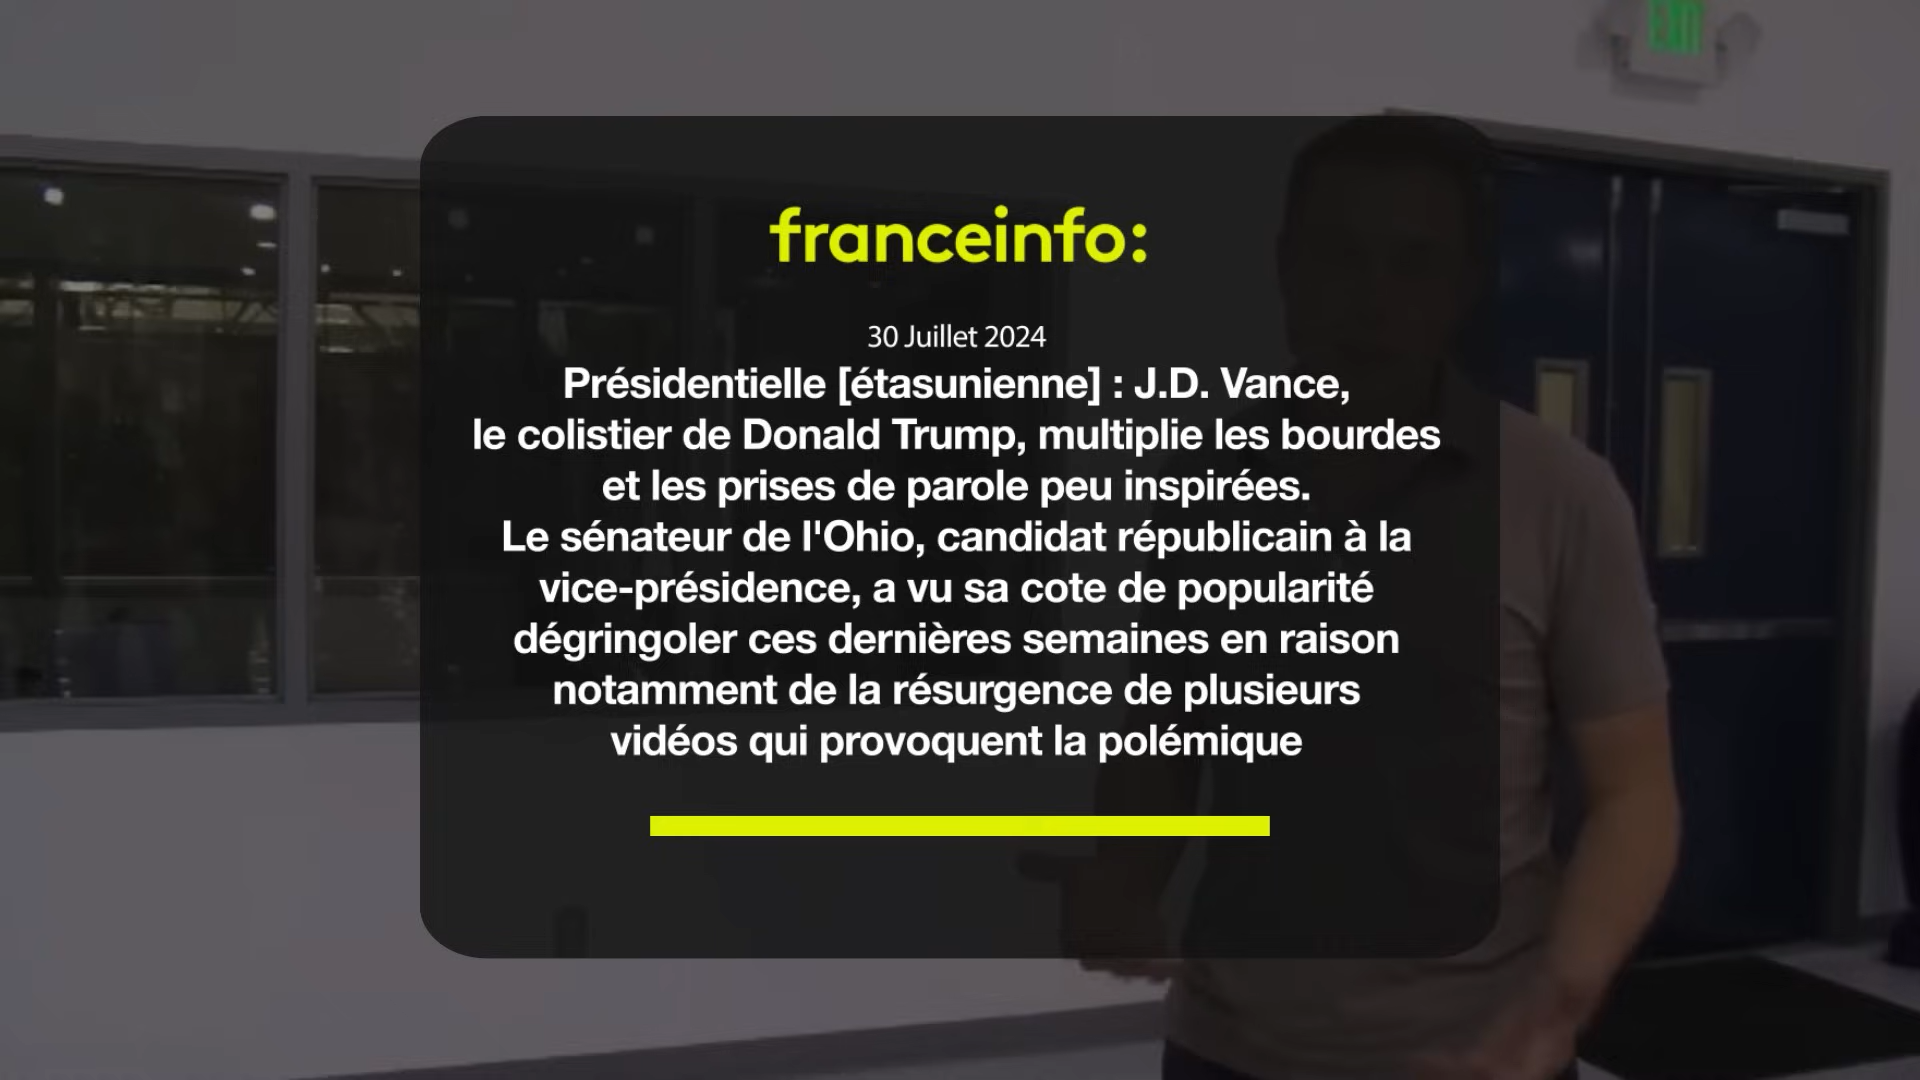 EXIT
franceinfo:
30 Juillet 2024
Présidentielle [étasunienne] : J.D. Vance,
le colistier de Donald Trump, multiplie les bourdes
et les prises de parole peu inspirées.
Le sénateur de l'Ohio, candidat républicain à la
vice-présidence, a vu sa cote de popularité
dégringoler ces dernières semaines en raison
notamment de la résurgence de plusieurs
vidéos qui provoquent la polémique